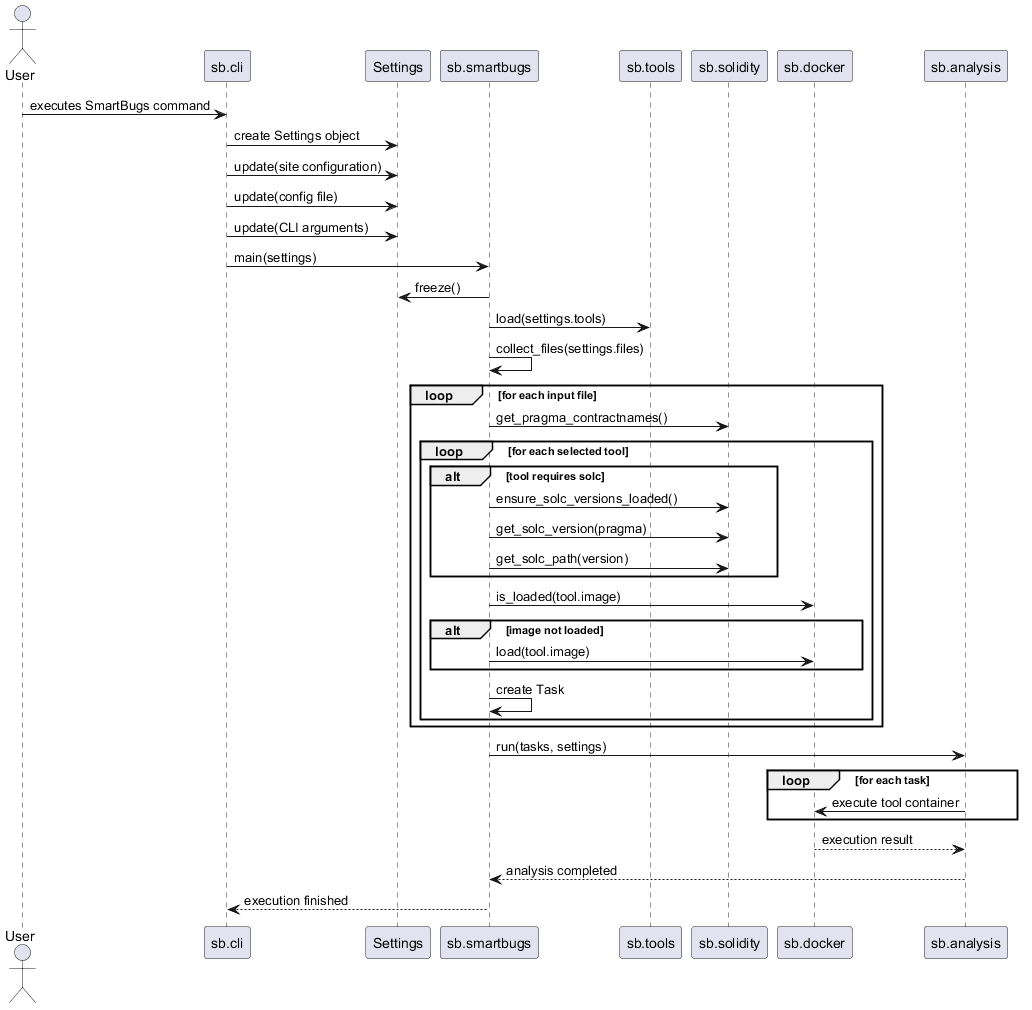 User
sb.cli
Settings
sb.smartbugs
sb.tools
sb.solidity
sb.docker
sb.analysis
executes SmartBugs command
create Settings object
update(site configuration)
update(config file)
update(CLI arguments)
main(settings)
freeze()
load(settings.tools)
collect_files(settings.files)
loop [for each input file]
get_pragma_contractnames()
loop [for each selected tool]
alt [tool requires solc]
ensure_solc_versions_loaded()
get_solc_version(pragma)
get_solc_path(version)
is_loaded(tool.image)
alt [image not loaded]
load(tool.image)
create Task
run(tasks, settings)
loop [for each task]
execute tool container
execution result
analysis completed
execution finished
User
sb.cli
Settings
sb.smartbugs
sb.tools
sb.solidity
sb.docker
sb.analysis